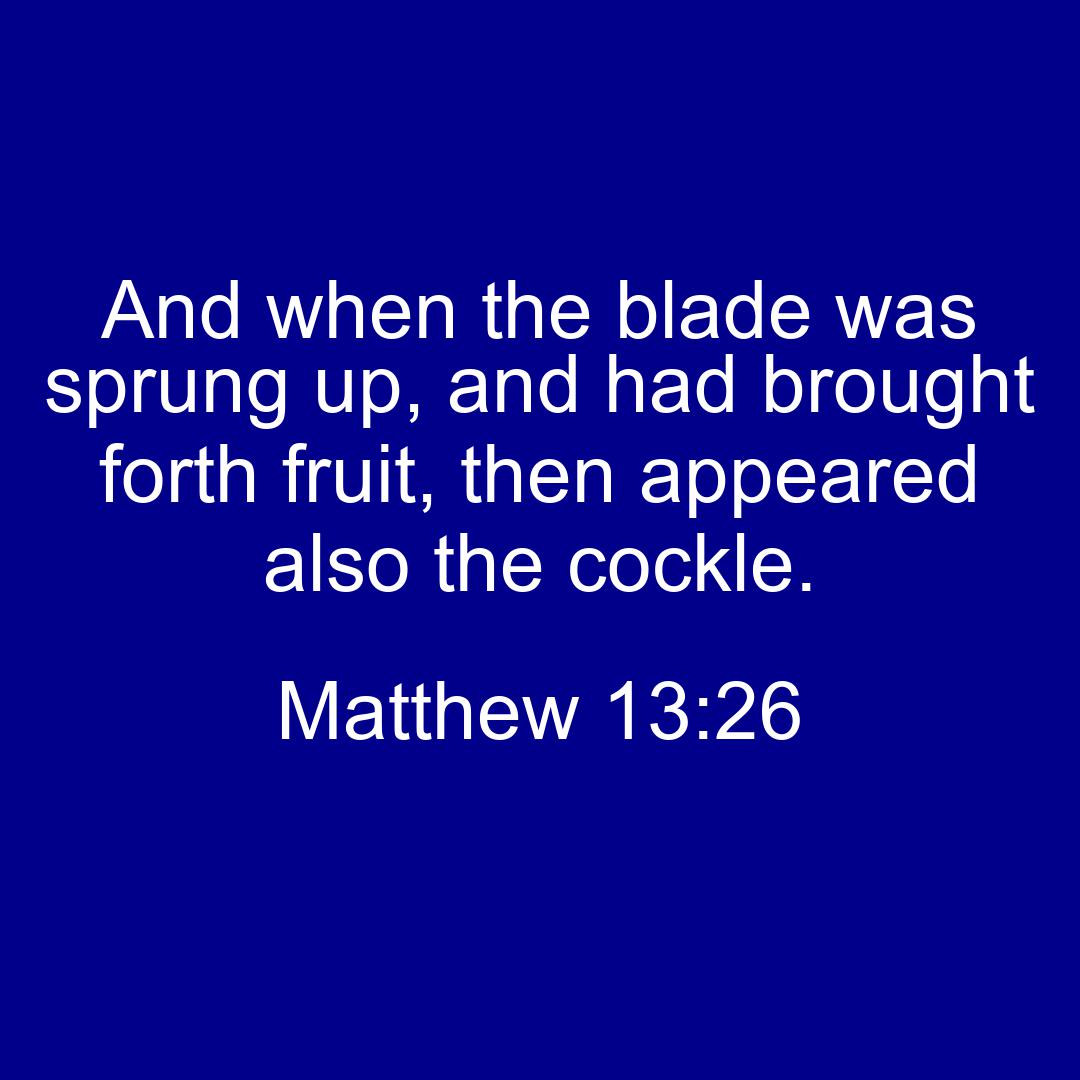 And when the blade was
sprung up, and had brought
forth fruit, then appeared
also the cockle.
Matthew 13:26